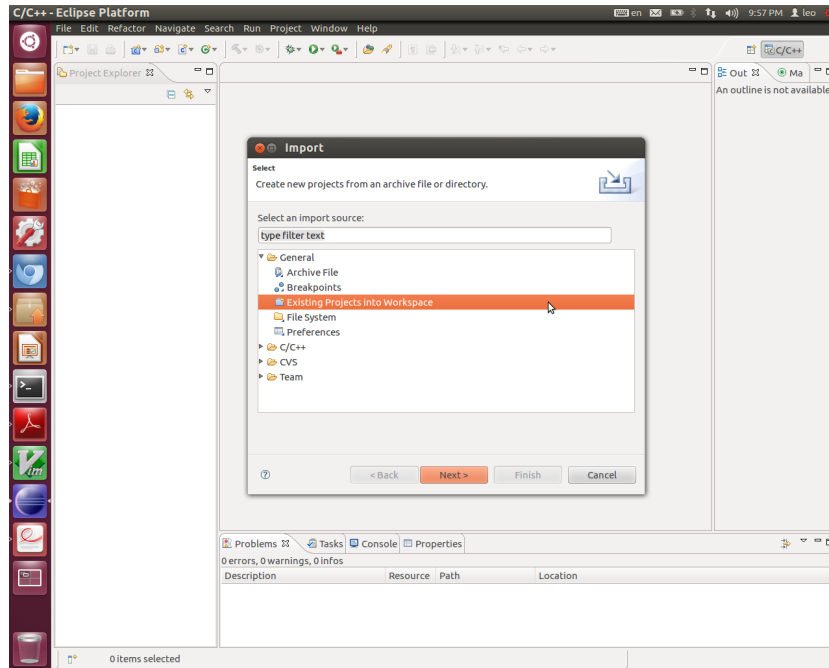 C/C++ - Eclipse Platform
en
9:57 PM
leo
File Edit Refactor Navigate Search Run Project Window Help
C/C++
Project Explorer
Out
Ma
An outline is not available
Import
Select
Create new projects from an archive file or directory.
Select an import source:
type filter text
General
Archive File
Breakpoints
Existing Projects into Workspace
File System
Preferences
C/C++
CVS
Team
< Back
Next >
Finish
Cancel
Problems
Tasks
Console
Properties
0 errors, 0 warnings, 0 infos
Description
Resource
Path
Location
0 items selected
Vim